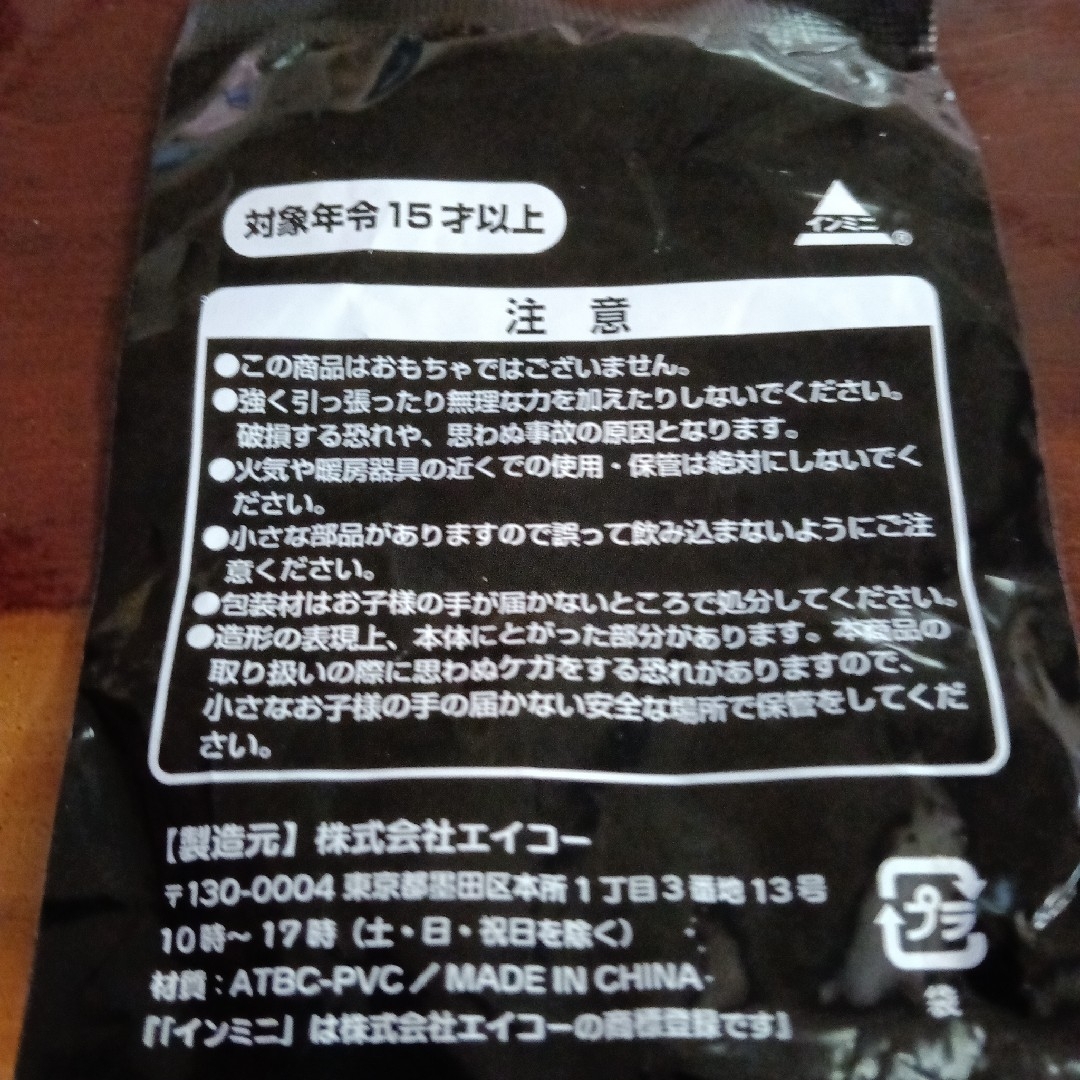 対象年令15才以上
インミニ®
注意
●この商品はおもちゃではございません。
●強く引っ張ったり無理な力を加えたりしないでください。
破損する恐れや、思わぬ事故の原因となります。
●火気や暖房器具の近くでの使用・保管は絶対にしないでく
ださい。
●小さな部品がありますので誤って飲み込まないようにご注
意ください。
●包装材はお子様の手が届かないところで処分してください。
●造形の表現上、本体にとがった部分があります。本商品の
取り扱いの際に思わぬケガをする恐れがありますので、
小さなお子様の手の届かない安全な場所で保管をしてくだ
さい。
【製造元】株式会社エイコー
〒130-0004 東京都墨田区本所1丁目3番地13号
10時～17時（土・日・祝日を除く）
材質：ATBC-PVC／MADE IN CHINA
『「インミニ」は株式会社エイコーの商標登録です』
プラ
袋